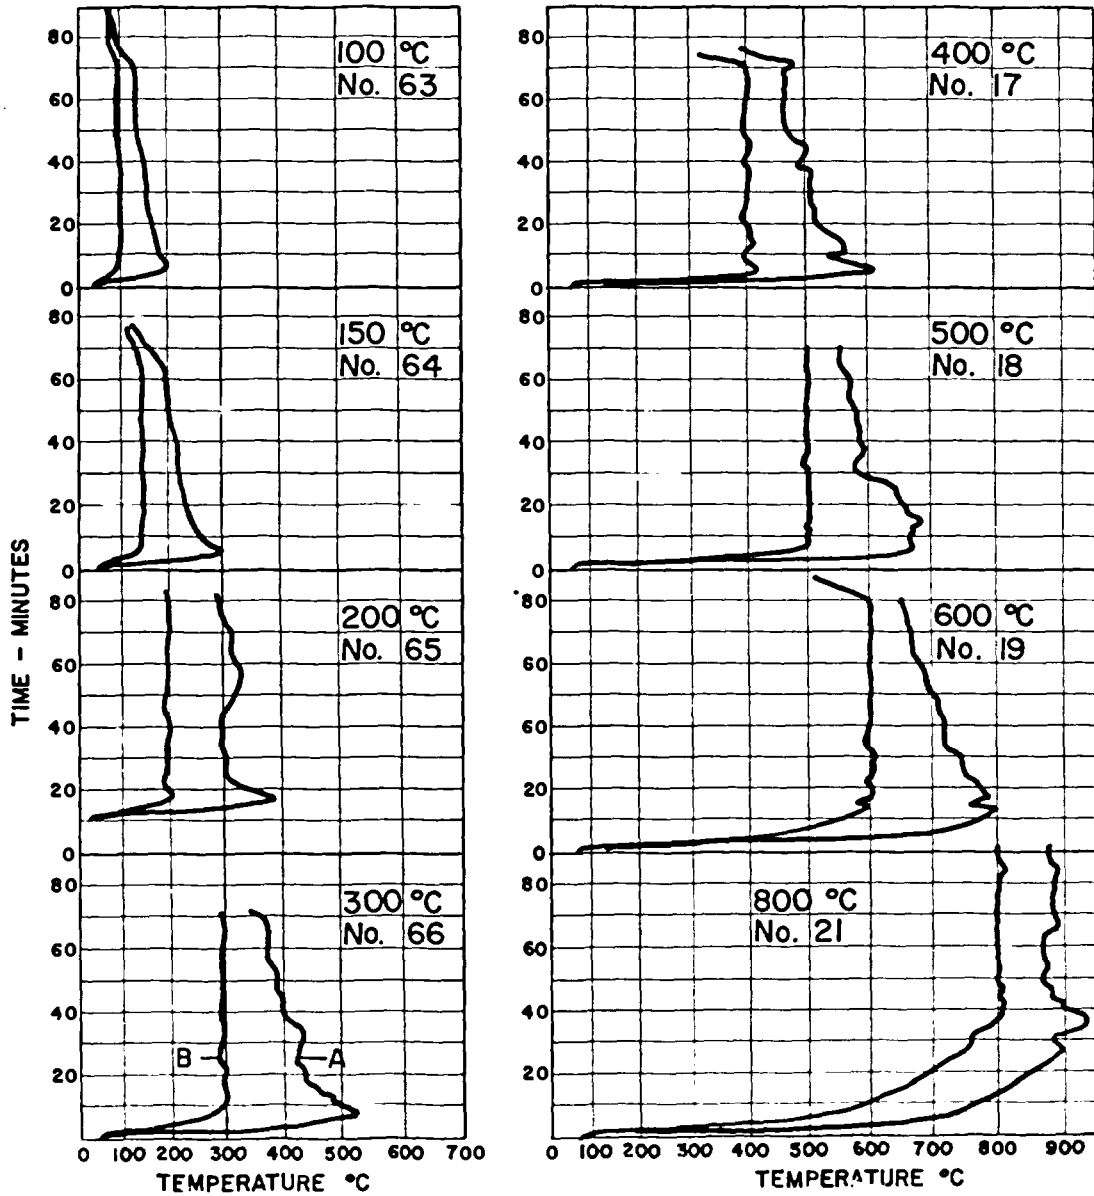 TIME - MINUTES
80
60
40
20
0
100 °C
No. 63
80
60
40
20
0
150 °C
No. 64
80
60
40
20
0
200 °C
No. 65
80
60
40
20
300 °C
No. 66
B
A
0 100 200 300 400 500 600 700
TEMPERATURE °C
80
60
40
20
0
400 °C
No. 17
80
60
40
20
0
500 °C
No. 18
80
60
40
20
0
600 °C
No. 19
80
60
40
20
800 °C
No. 21
0 100 200 300 400 500 600 700 800 900
TEMPERATURE °C